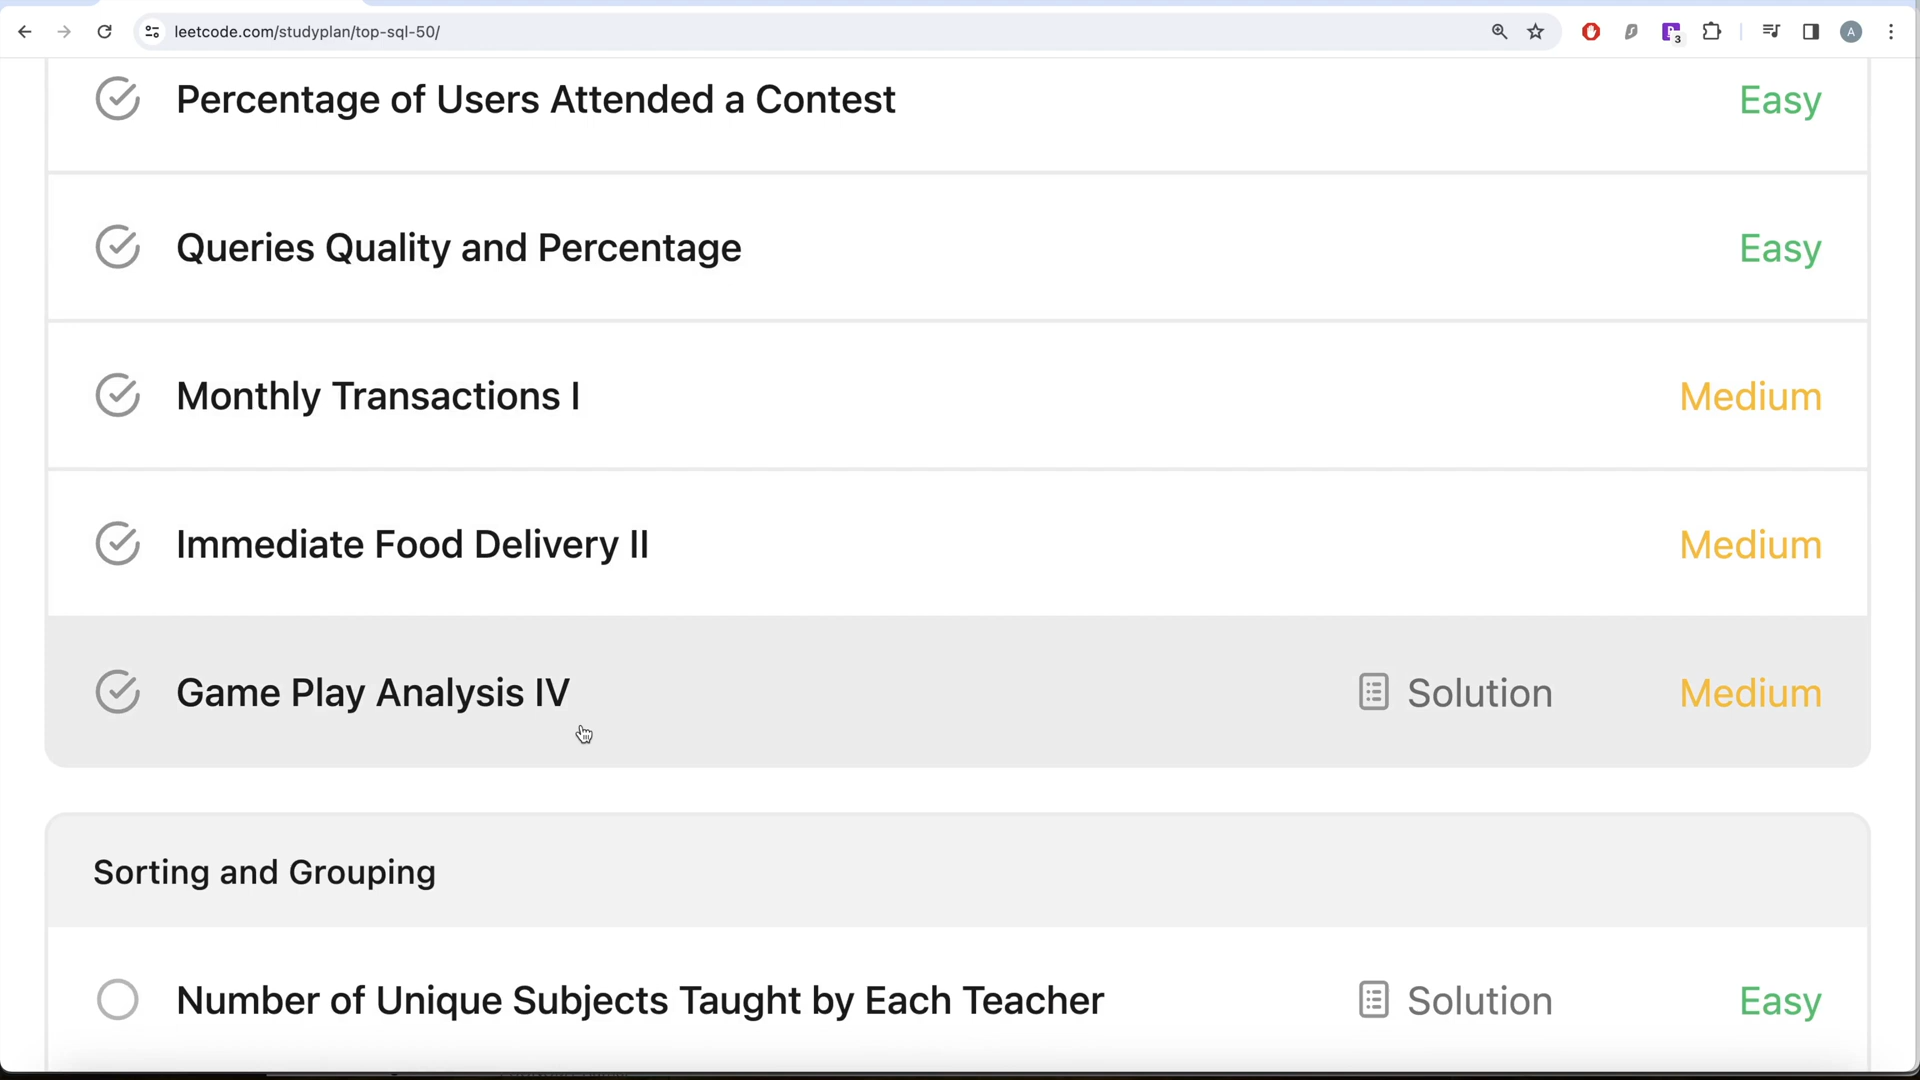 leetcode.com/studyplan/top-sql-50/
3
A
Percentage of Users Attended a Contest Easy
Queries Quality and Percentage Easy
Monthly Transactions I Medium
Immediate Food Delivery II Medium
Game Play Analysis IV Solution Medium
Sorting and Grouping
Number of Unique Subjects Taught by Each Teacher Solution Easy